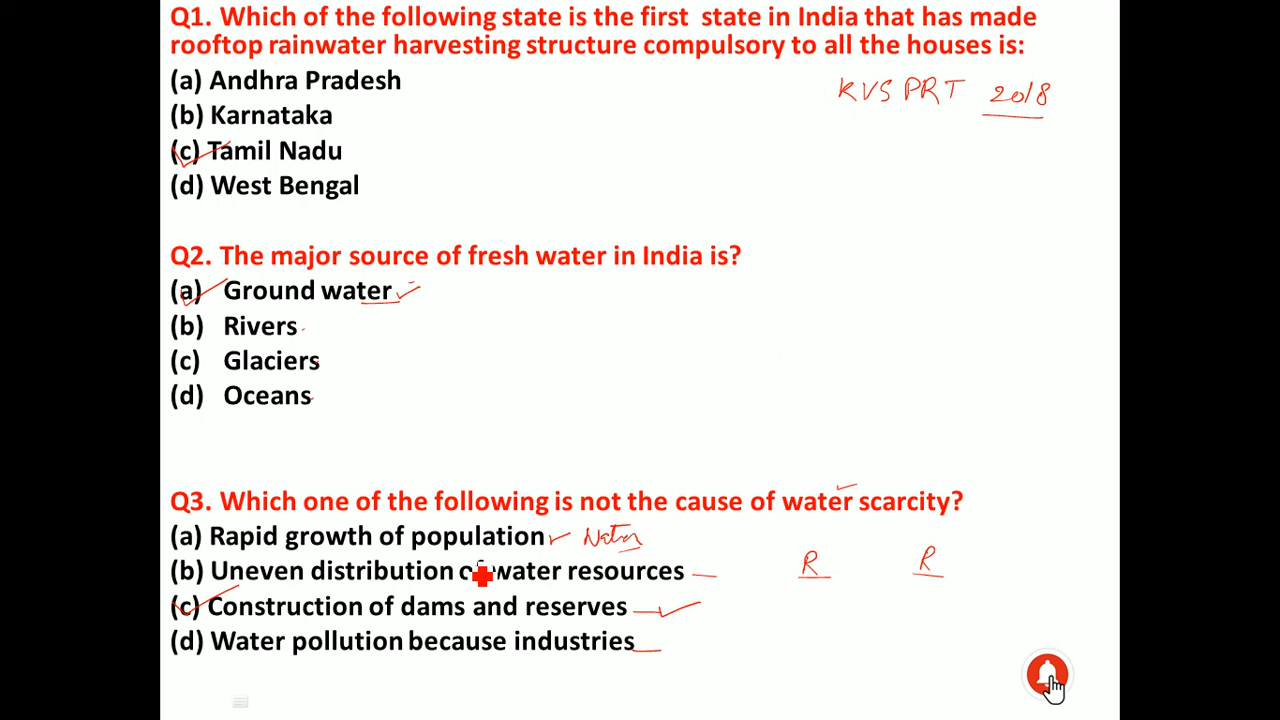 Q1. Which of the following state is the first state in India that has made
rooftop rainwater harvesting structure compulsory to all the houses is:
(a) Andhra Pradesh
KVS PRT 2018
(b) Karnataka
(c) Tamil Nadu
(d) West Bengal
Q2. The major source of fresh water in India is?
(a) Ground water
(b) Rivers
(c) Glaciers
(d) Oceans
Q3. Which one of the following is not the cause of water scarcity?
(a) Rapid growth of population
(b) Uneven distribution of water resources R R
(c) Construction of dams and reserves
(d) Water pollution because industries